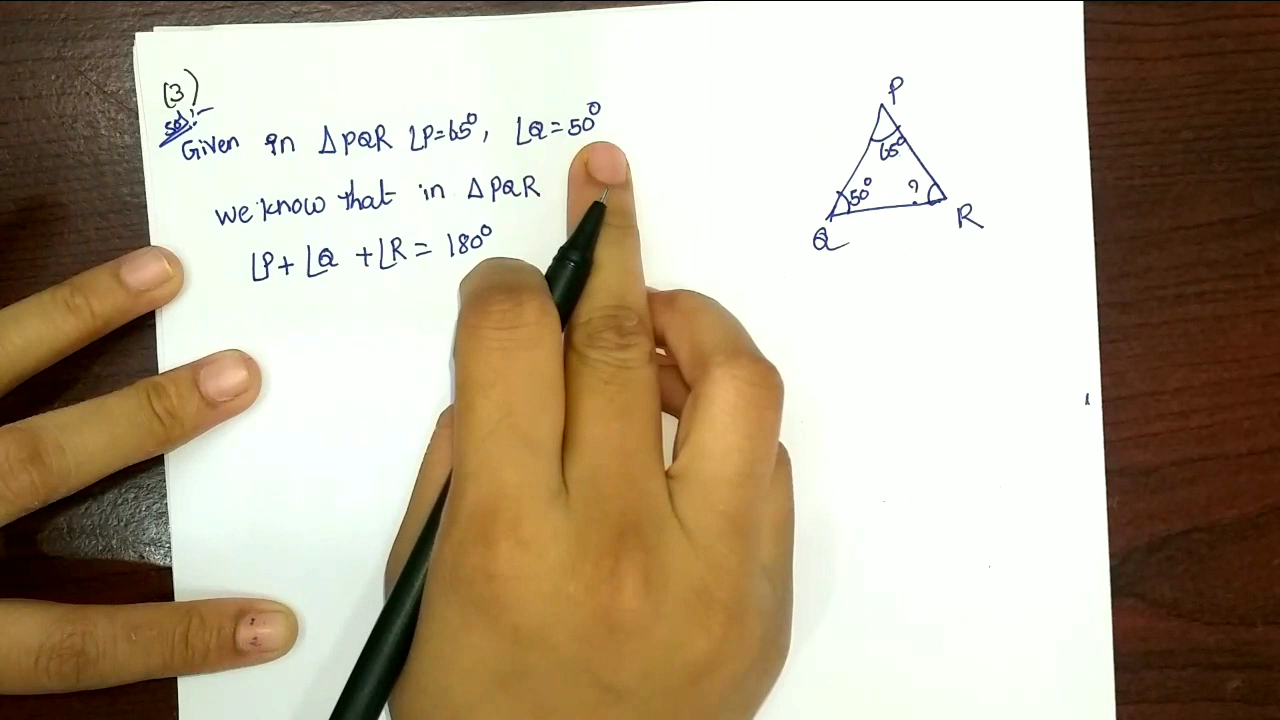 (3)
Sol:-
Given in ΔPQR ∠P=65°, ∠Q=50°
we know that in ΔPQR
∠P+ ∠Q +∠R = 180°
P
65°
50°
?
Q
R